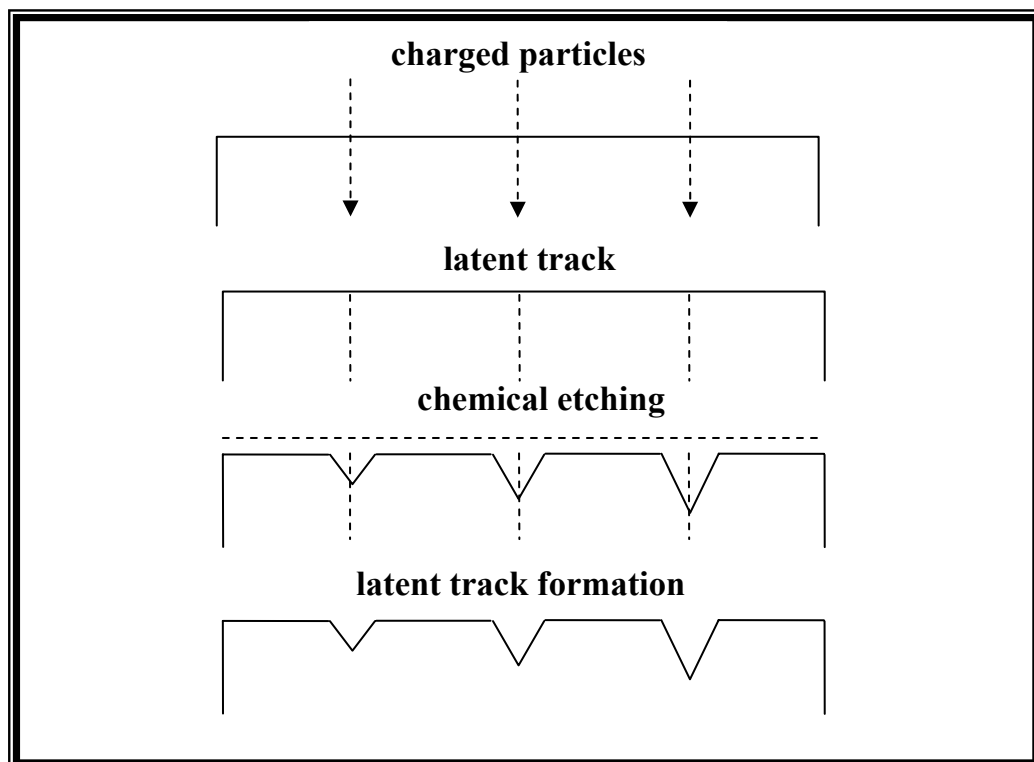 charged particles
latent track
chemical etching
latent track formation